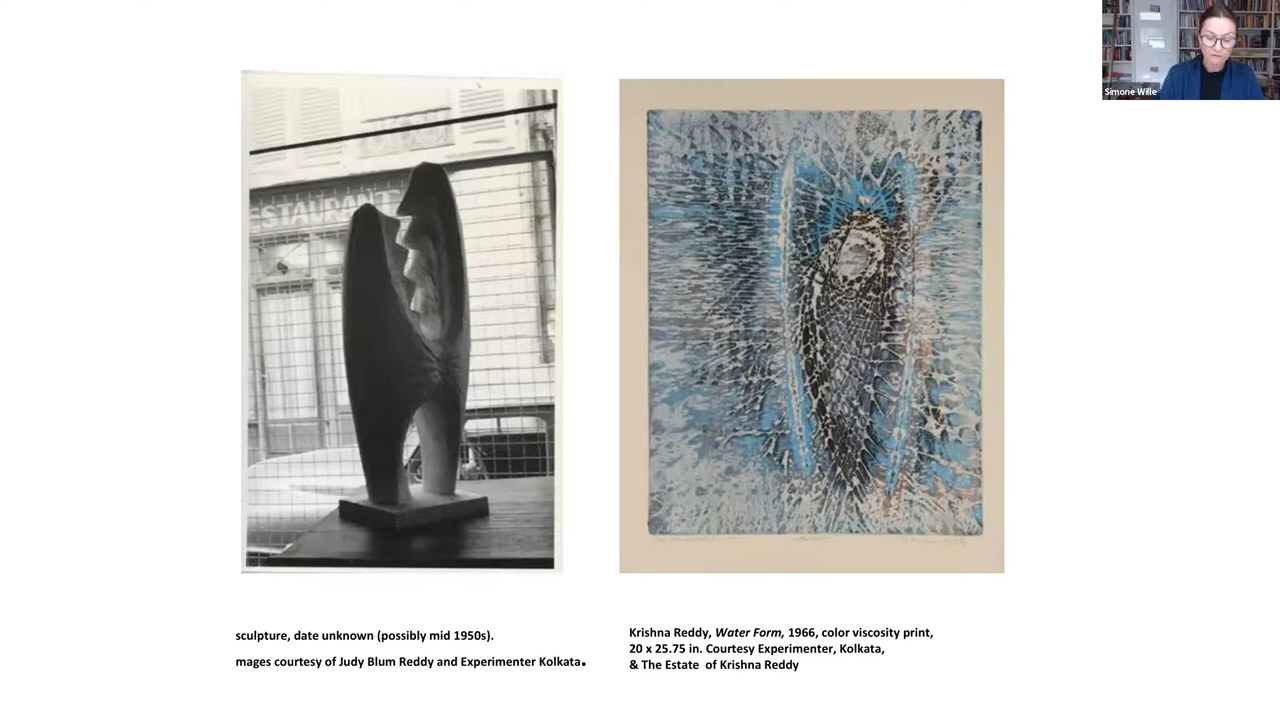 Simone Wille
ESTAURANT
sculpture, date unknown (possibly mid 1950s).
mages courtesy of Judy Blum Reddy and Experimenter Kolkata.
Krishna Reddy, Water Form, 1966, color viscosity print,
20 x 25.75 in. Courtesy Experimenter, Kolkata,
& The Estate  of Krishna Reddy